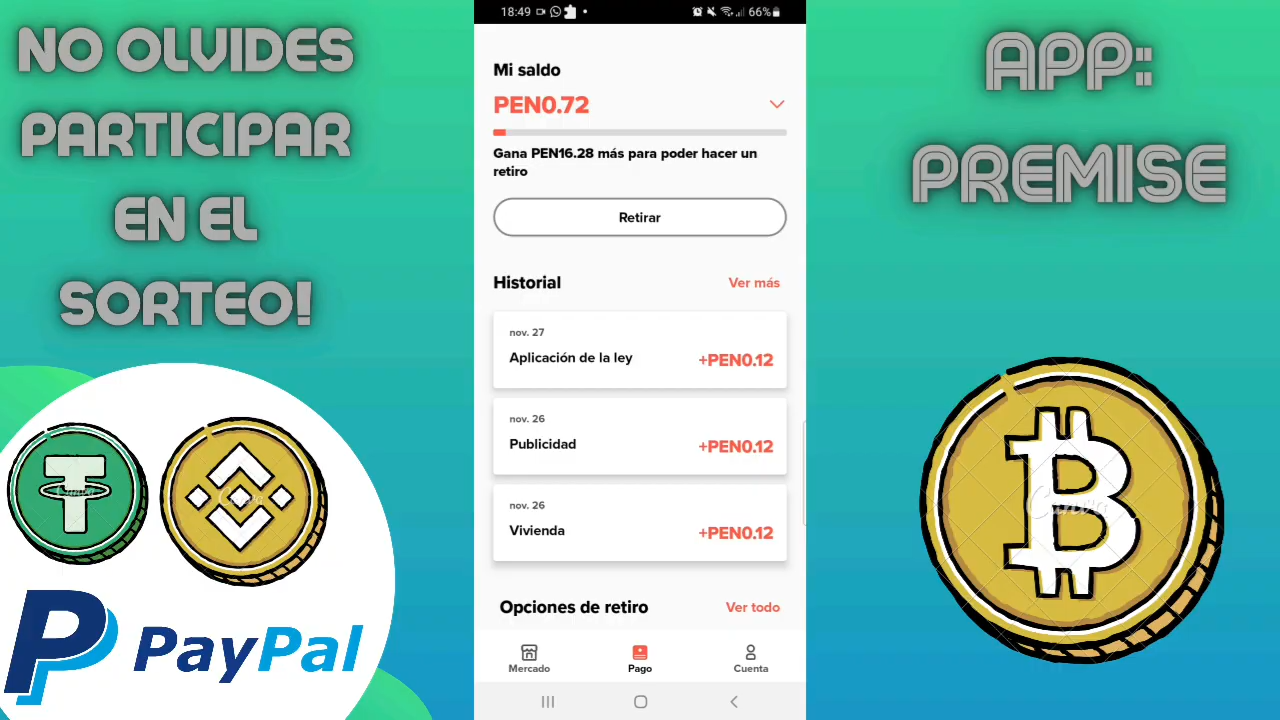 NO OLVIDES
PARTICIPAR
EN EL
SORTEO!
PayPal
18:49
66%
Mi saldo
PEN0.72
Gana PEN16.28 más para poder hacer un
retiro
Retirar
Historial
Ver más
nov. 27
Aplicación de la ley
+PEN0.12
nov. 26
Publicidad
+PEN0.12
nov. 26
Vivienda
+PEN0.12
Opciones de retiro
Ver todo
Mercado
Pago
Cuenta
APP:
PREMISE
Canva